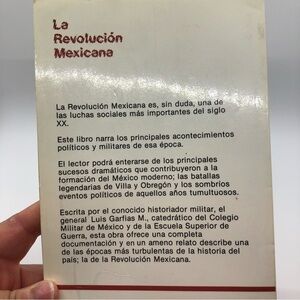 La
Revolución
Mexicana
La Revolución Mexicana es, sin duda, una de
las luchas sociales más importantes del siglo
XX.
Este libro narra los principales acontecimientos
políticos y militares de esa época.
El lector podrá enterarse de los principales
sucesos dramáticos que contribuyeron a la
formación del México moderno; las batallas
legendarias de Villa y Obregón y los sombríos
eventos políticos de aquellos años tumultuosos.
Escrita por el conocido historiador militar, el
general Luis Garfias M., catedrático del Colegio
Militar de México y de la Escuela Superior de
Guerra, esta obra ofrece una completa
documentación y en un ameno relato describe una
de las épocas más turbulentas de la historia del
país; la de la Revolución Mexicana.